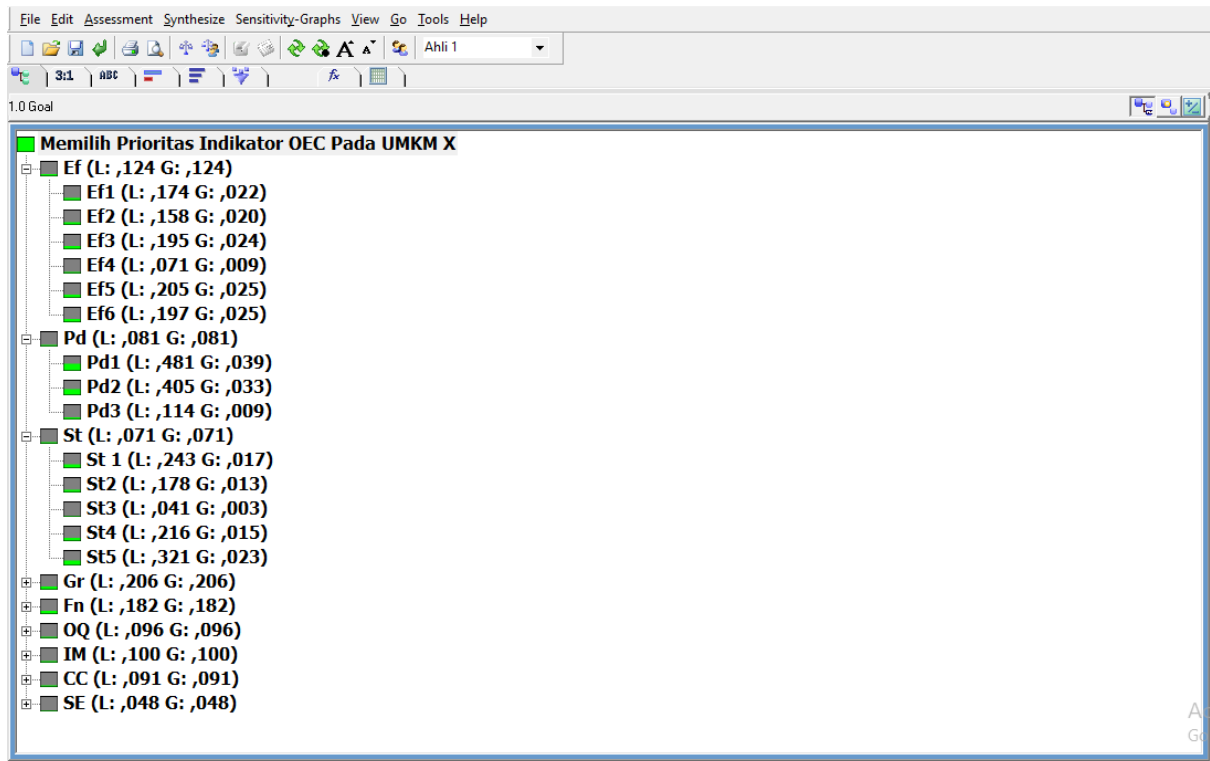 File Edit Assessment Synthesize Sensitivity-Graphs View Go Tools Help
A A Ahli 1
3:1 ABC fx
1.0 Goal
Memilih Prioritas Indikator OEC Pada UMKM X
Ef (L: ,124 G: ,124)
Ef1 (L: ,174 G: ,022)
Ef2 (L: ,158 G: ,020)
Ef3 (L: ,195 G: ,024)
Ef4 (L: ,071 G: ,009)
Ef5 (L: ,205 G: ,025)
Ef6 (L: ,197 G: ,025)
Pd (L: ,081 G: ,081)
Pd1 (L: ,481 G: ,039)
Pd2 (L: ,405 G: ,033)
Pd3 (L: ,114 G: ,009)
St (L: ,071 G: ,071)
St 1 (L: ,243 G: ,017)
St2 (L: ,178 G: ,013)
St3 (L: ,041 G: ,003)
St4 (L: ,216 G: ,015)
St5 (L: ,321 G: ,023)
Gr (L: ,206 G: ,206)
Fn (L: ,182 G: ,182)
OQ (L: ,096 G: ,096)
IM (L: ,100 G: ,100)
CC (L: ,091 G: ,091)
SE (L: ,048 G: ,048)